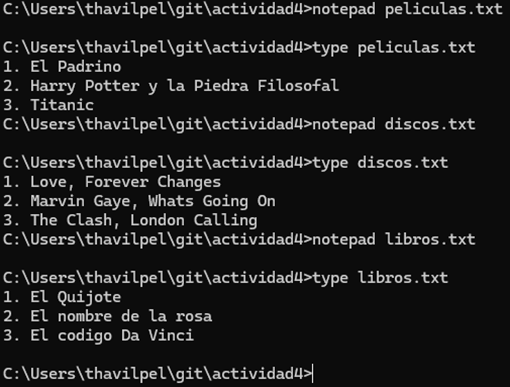 C:\Users\thavilpel\git\actividad4>notepad peliculas.txt
C:\Users\thavilpel\git\actividad4>type peliculas.txt
1. El Padrino
2. Harry Potter y la Piedra Filosofal
3. Titanic
C:\Users\thavilpel\git\actividad4>notepad discos.txt
C:\Users\thavilpel\git\actividad4>type discos.txt
1. Love, Forever Changes
2. Marvin Gaye, Whats Going On
3. The Clash, London Calling
C:\Users\thavilpel\git\actividad4>notepad libros.txt
C:\Users\thavilpel\git\actividad4>type libros.txt
1. El Quijote
2. El nombre de la rosa
3. El codigo Da Vinci
C:\Users\thavilpel\git\actividad4>